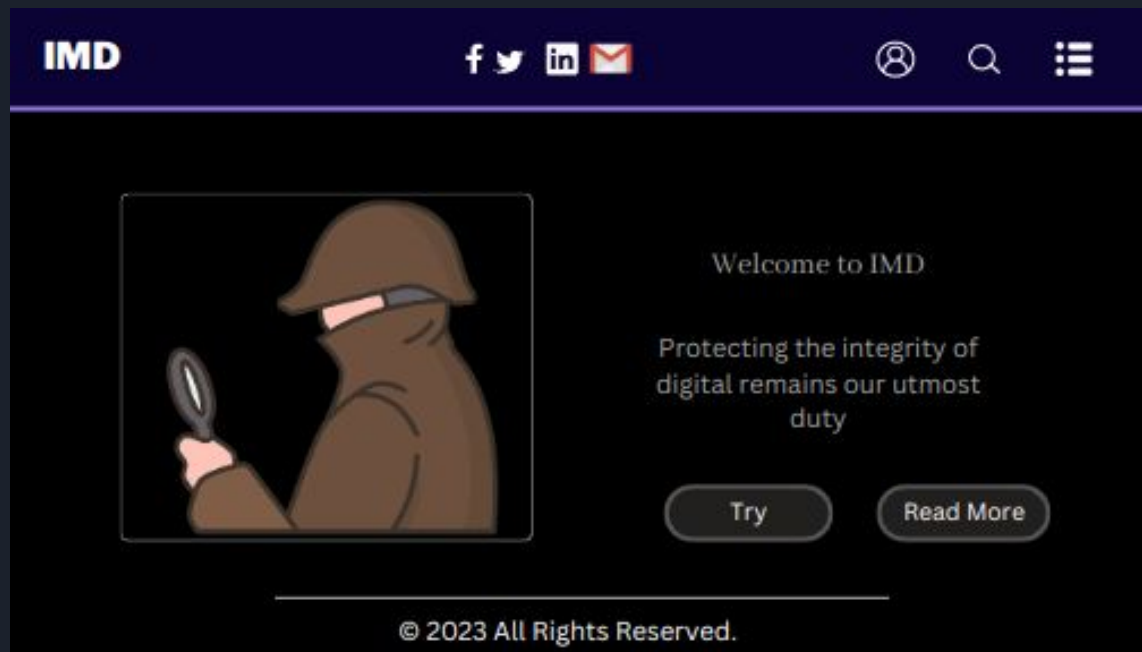 IMD
Welcome to IMD
Protecting the integrity of
digital remains our utmost
duty
Try
Read More
© 2023 All Rights Reserved.